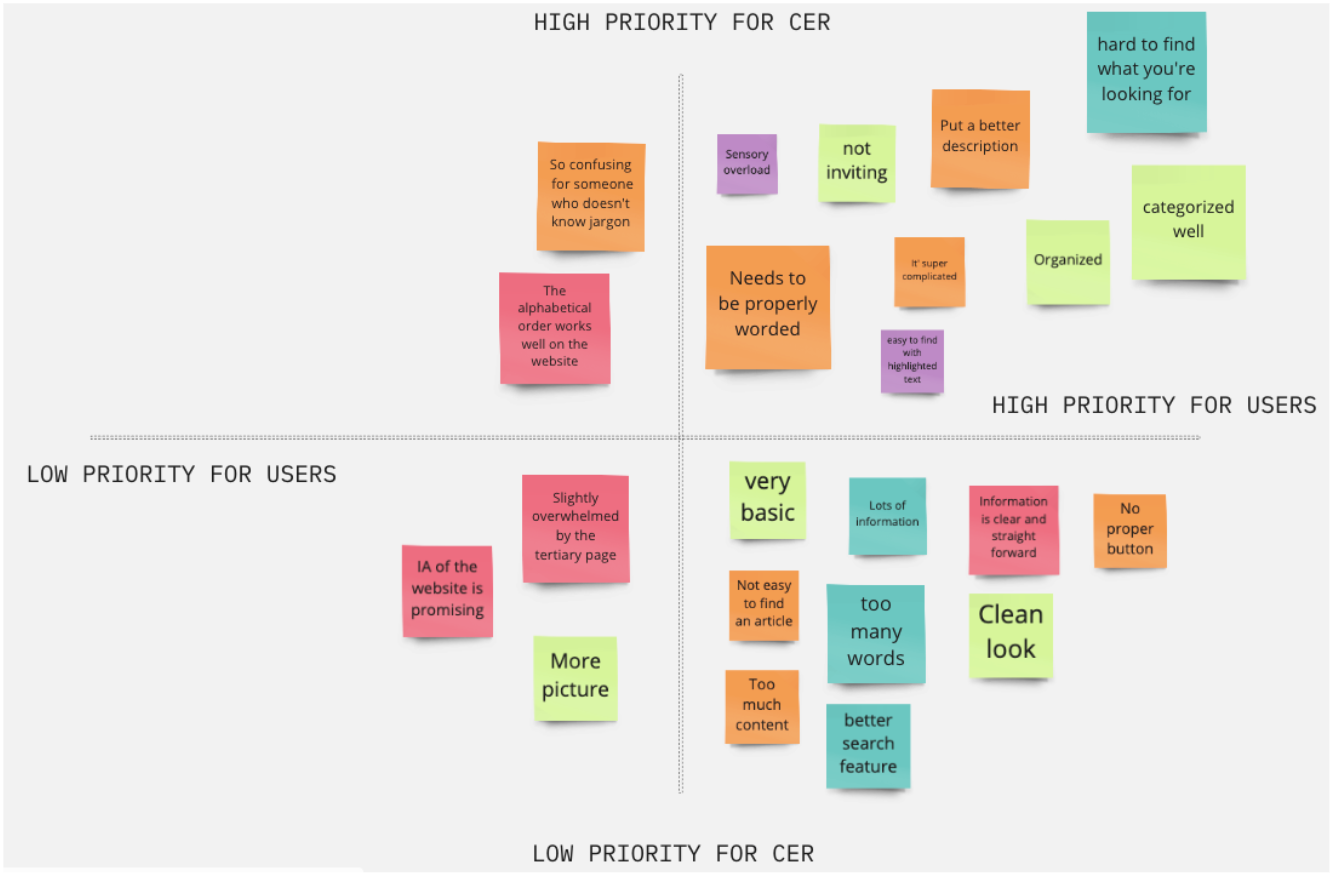 HIGH PRIORITY FOR CER
hard to find
what you're
looking for
Put a better
description
So confusing
for someone
who doesn't
know jargon
Sensory
overload
not
inviting
categorized
well
Needs to
be properly
worded
It' super
complicated
Organized
The
alphabetical
order works
well on the
website
easy to find
with
highlighted
text
HIGH PRIORITY FOR USERS
LOW PRIORITY FOR USERS
Slightly
overwhelmed
by the
tertiary page
IA of the
website is
promising
More
picture
very
basic
Lots of
information
Information
is clear and
straight
forward
No
proper
button
Not easy
to find
an article
too
many
words
Clean
look
Too
much
content
better
search
feature
LOW PRIORITY FOR CER